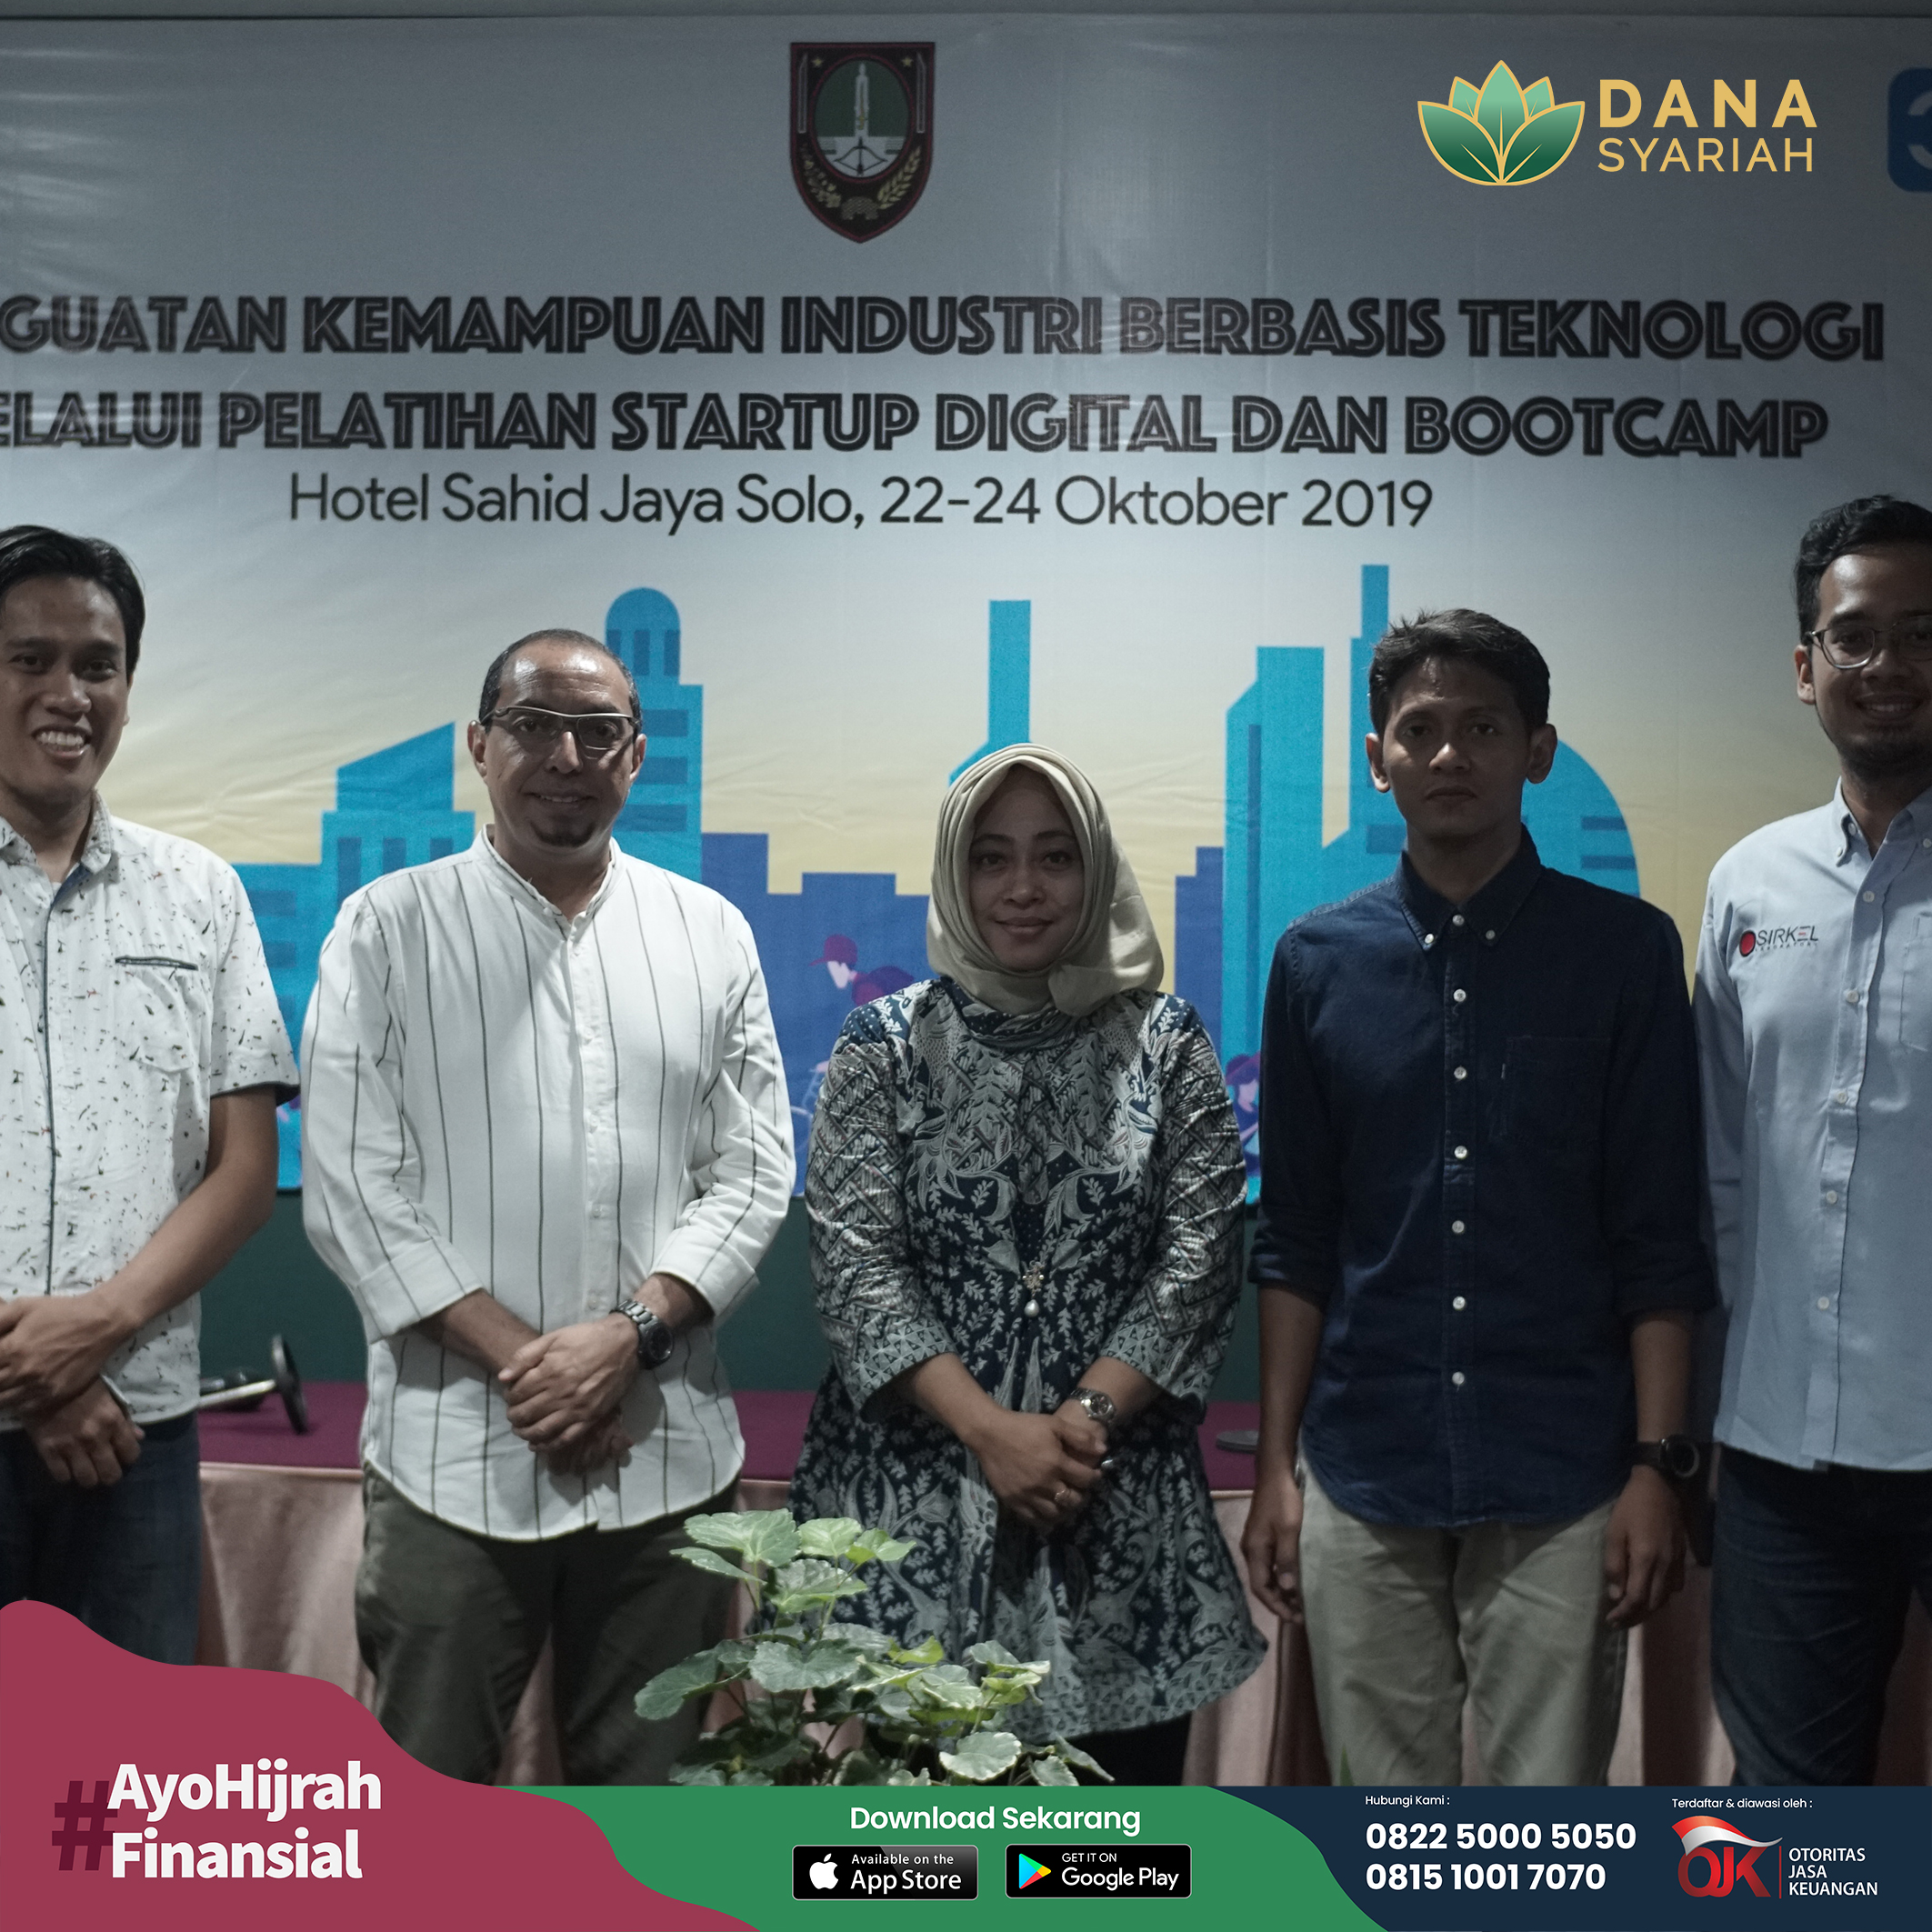 DANA
SYARIAH
GUATAN KEMAMPUAN INDUSTRI BERBASIS TEKNOLOGI
ELALUI PELATIHAN STARTUP DIGITAL DAN BOOTCAMP
Hotel Sahid Jaya Solo, 22-24 Oktober 2019
SIRKEL
#AyoHijrah
Finansial
Download Sekarang
Available on the
App Store
GET IT ON
Google Play
Hubungi Kami :
0822 5000 5050
0815 1001 7070
Terdaftar & diawasi oleh :
OJK
OTORITAS
JASA
KEUANGAN